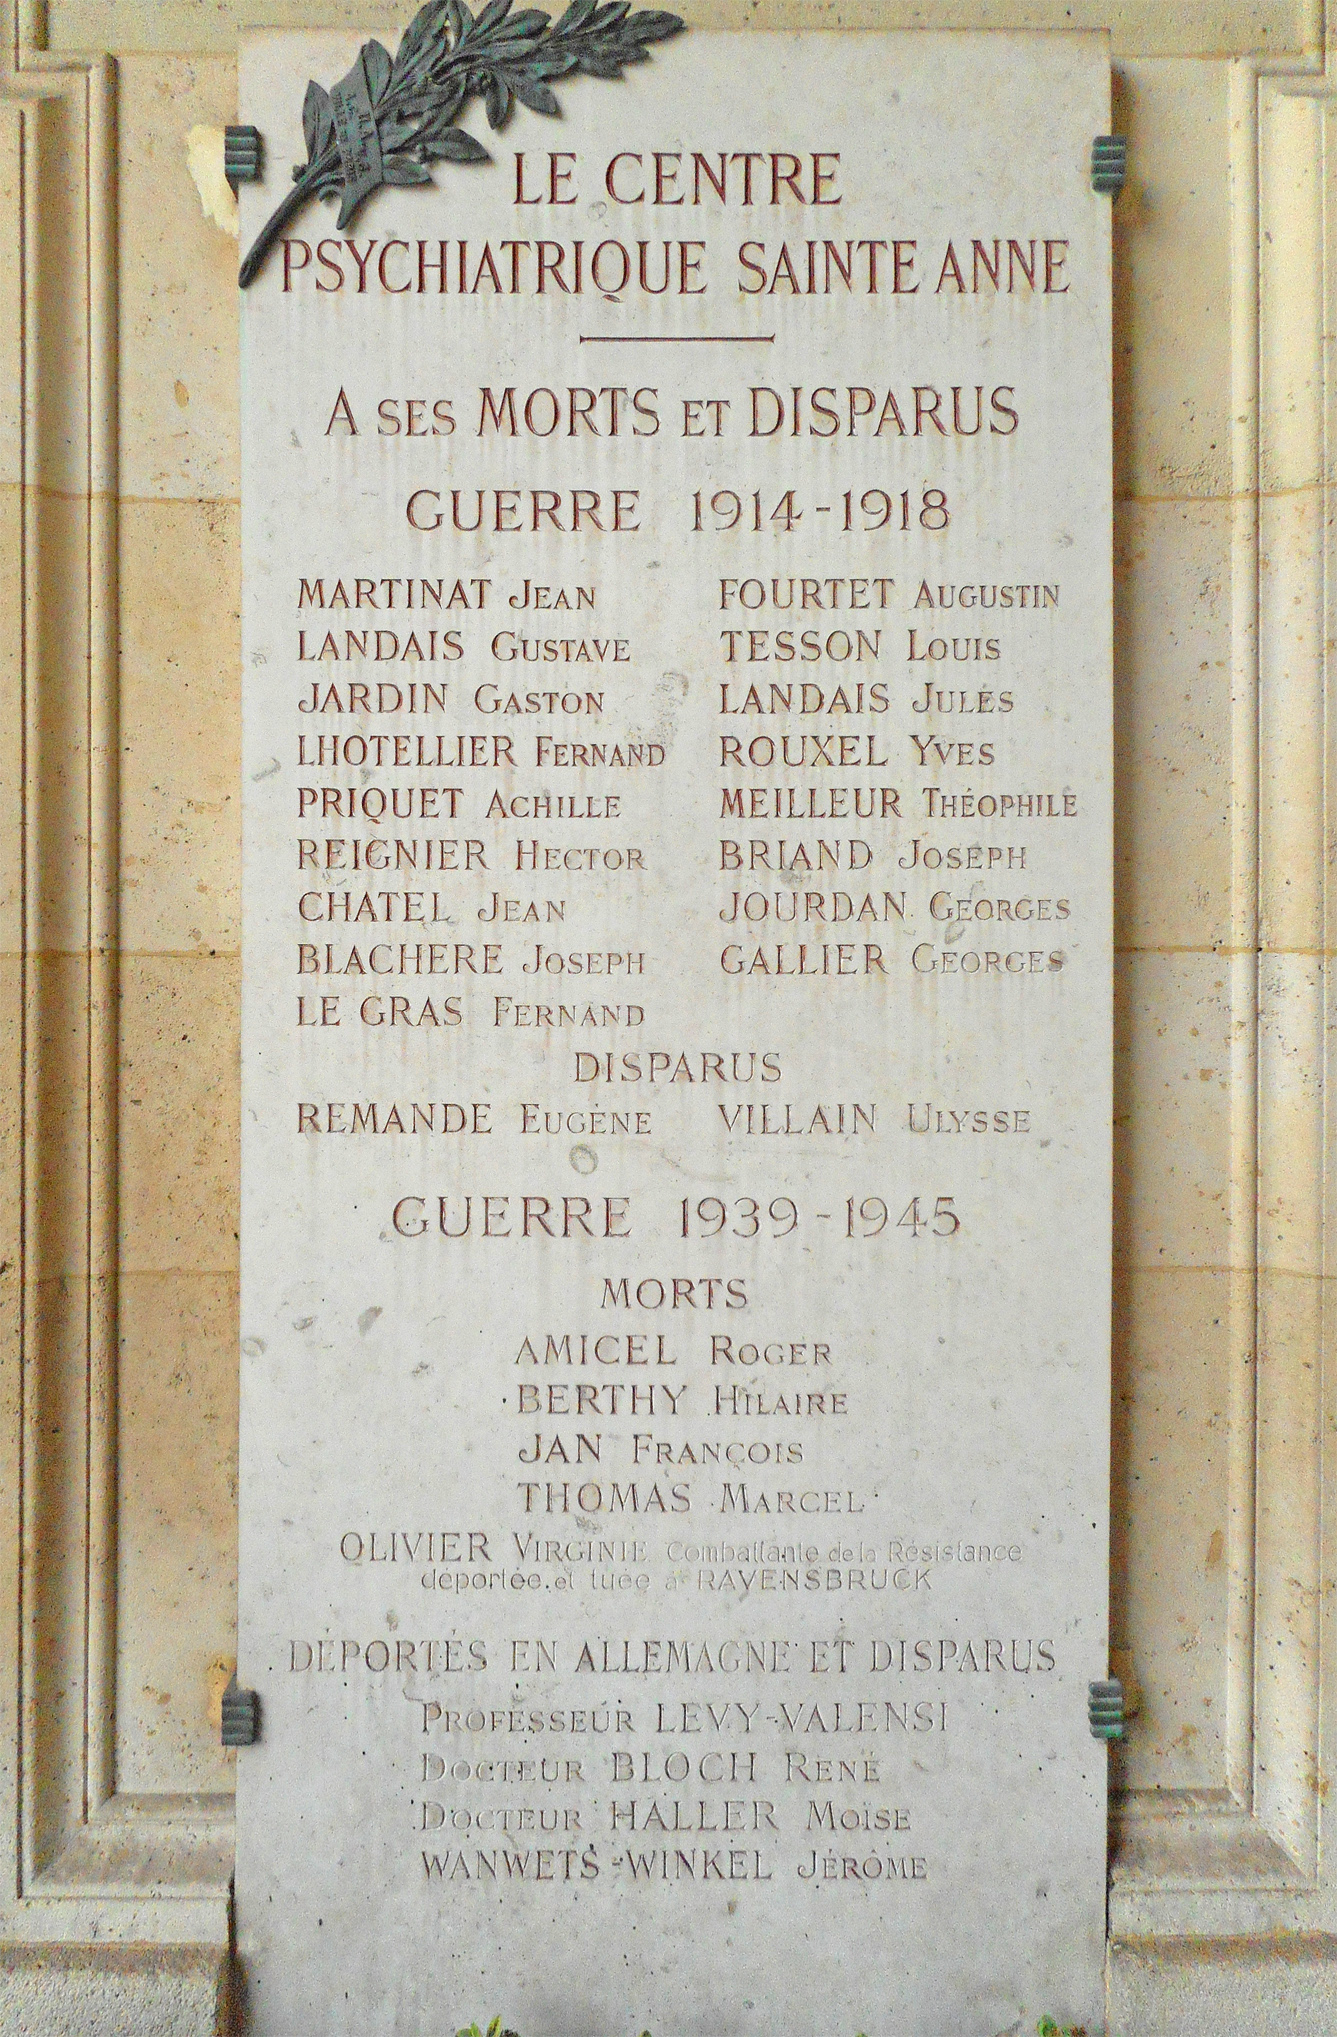 LE CENTRE
PSYCHIATRIQUE SAINTE ANNE
A SES MORTS ET DISPARUS
GUERRE 1914-1918
MARTINAT JEAN
LANDAIS GUSTAVE
JARDIN GASTON
LHOTELLIER FERNAND
PRIQUET ACHILLE
REIGNIER HECTOR
CHATEL JEAN
BLACHERE JOSEPH
LE GRAS FERNAND
FOURTET AUGUSTIN
TESSON LOUIS
LANDAIS JULES
ROUXEL YVES
MEILLEUR THÉOPHILE
BRIAND JOSEPH
JOURDAN GEORGES
GALLIER GEORGES
DISPARUS
REMANDE EUGÈNE
VILLAIN ULYSSE
GUERRE 1939-1945
MORTS
AMICEL ROGER
BERTHY HILAIRE
JAN FRANÇOIS
THOMAS MARCEL
OLIVIER VIRGINIE Combattante de la Résistance
déportée et tuée à RAVENSBRUCK
DÉPORTÉS EN ALLEMAGNE ET DISPARUS
PROFESSEUR LEVY-VALENSI
DOCTEUR BLOCH RENÉ
DOCTEUR HALLER MOÏSE
WANWETS-WINKEL JÉRÔME